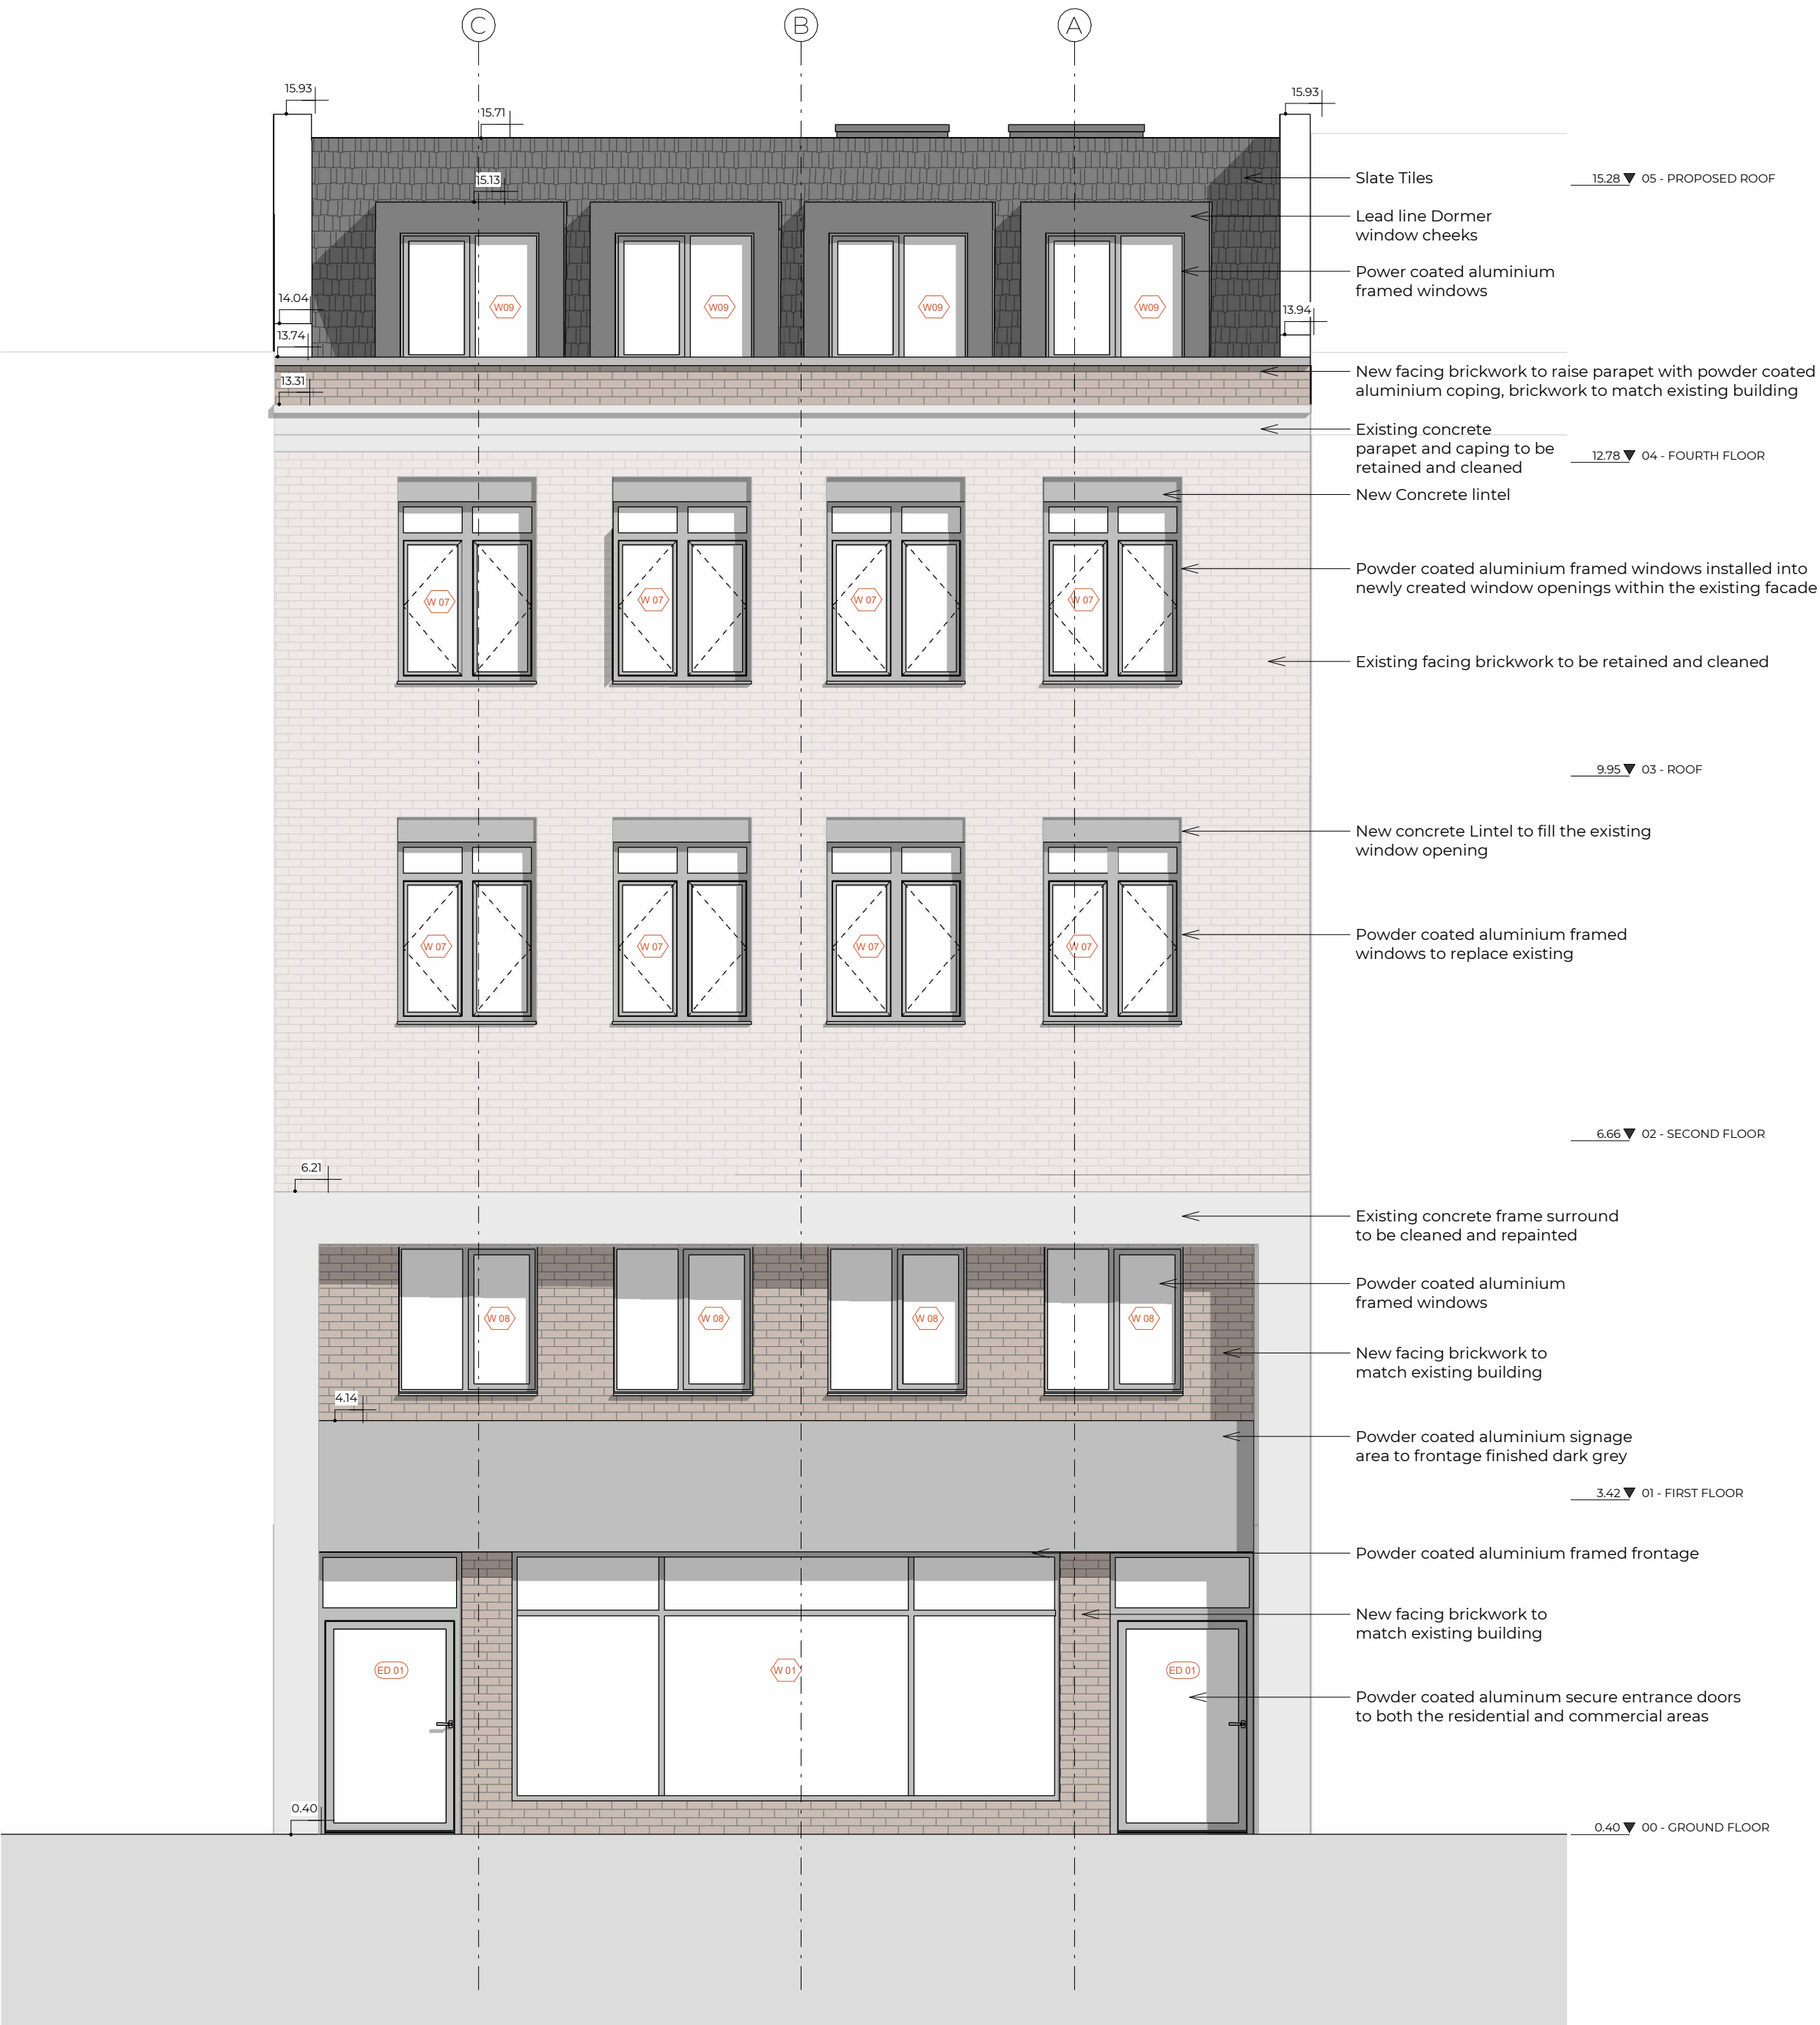 C
B
A
15.93
15.93
15.71
Slate Tiles
15.28 05 - PROPOSED ROOF
15.13
Lead line Dormer
window cheeks
Power coated aluminium
framed windows
14.04
W09
W09
W09
W09
13.94
13.74
New facing brickwork to raise parapet with powder coated
aluminium coping, brickwork to match existing building
13.31
Existing concrete
parapet and caping to be
retained and cleaned
12.78 04 - FOURTH FLOOR
New Concrete lintel
Powder coated aluminium framed windows installed into
newly created window openings within the existing facade
W 07
W 07
W 07
W 07
Existing facing brickwork to be retained and cleaned
9.95 03 - ROOF
New concrete Lintel to fill the existing
window opening
Powder coated aluminium framed
windows to replace existing
W 07
W 07
W 07
W 07
6.66 02 - SECOND FLOOR
6.21
Existing concrete frame surround
to be cleaned and repainted
Powder coated aluminium
framed windows
W 08
W 08
W 08
W 08
New facing brickwork to
match existing building
4.14
Powder coated aluminium signage
area to frontage finished dark grey
3.42 01 - FIRST FLOOR
Powder coated aluminium framed frontage
New facing brickwork to
match existing building
ED 01
W 01
ED 01
Powder coated aluminum secure entrance doors
to both the residential and commercial areas
0.40
0.40 00 - GROUND FLOOR